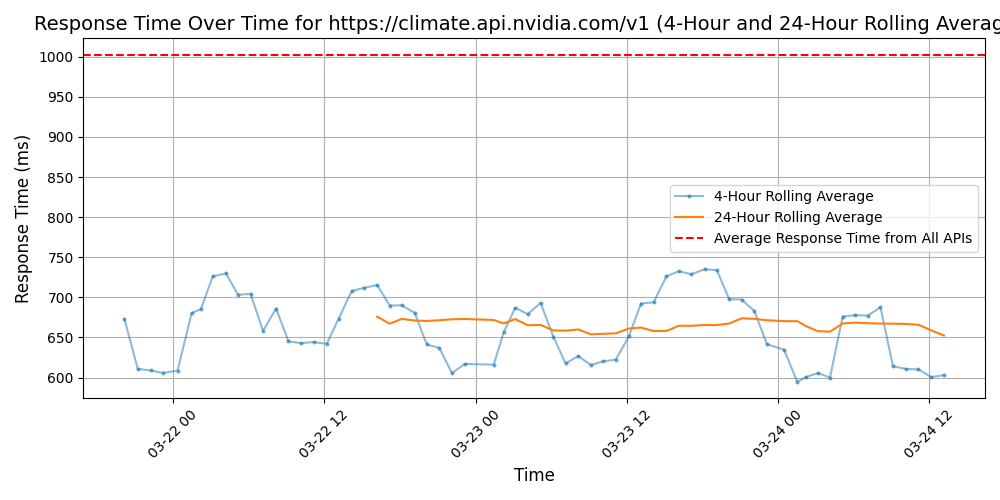 Response Time Over Time for https://climate.api.nvidia.com/v1 (4-Hour and 24-Hour Rolling Averag
Response Time (ms)
1000
950
900
850
800
750
700
650
600
4-Hour Rolling Average
24-Hour Rolling Average
Average Response Time from All APIs
03-22 00
03-22 12
03-23 00
03-23 12
03-24 00
03-24 12
Time